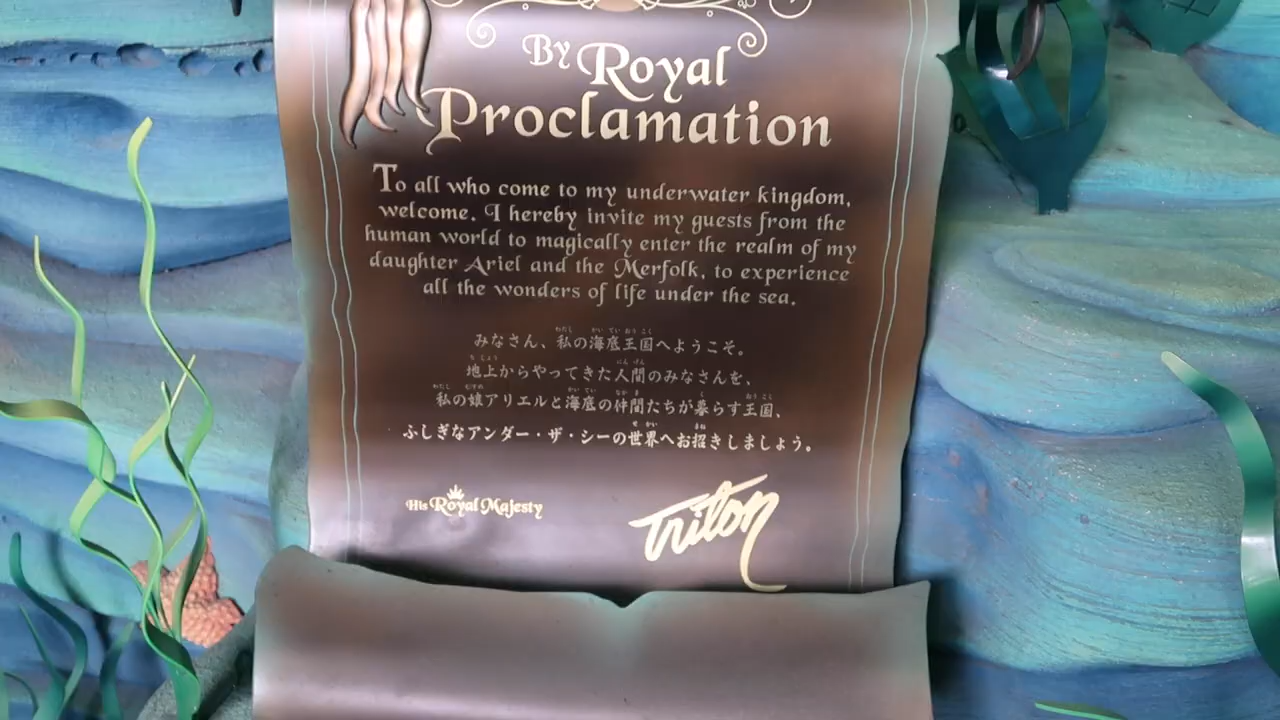 By Royal
Proclamation
To all who come to my underwater kingdom,
welcome. I hereby invite my guests from the
human world to magically enter the realm of my
daughter Ariel and the Merfolk, to experience
all the wonders of life under the sea.
みなさん、私の海底王国へようこそ。
地上からやってきた人間のみなさんを、
私の娘アリエルと海底の仲間たちが暮らす王国、
ふしぎなアンダー・ザ・シーの世界へお招きしましょう。
His Royal Majesty
Triton